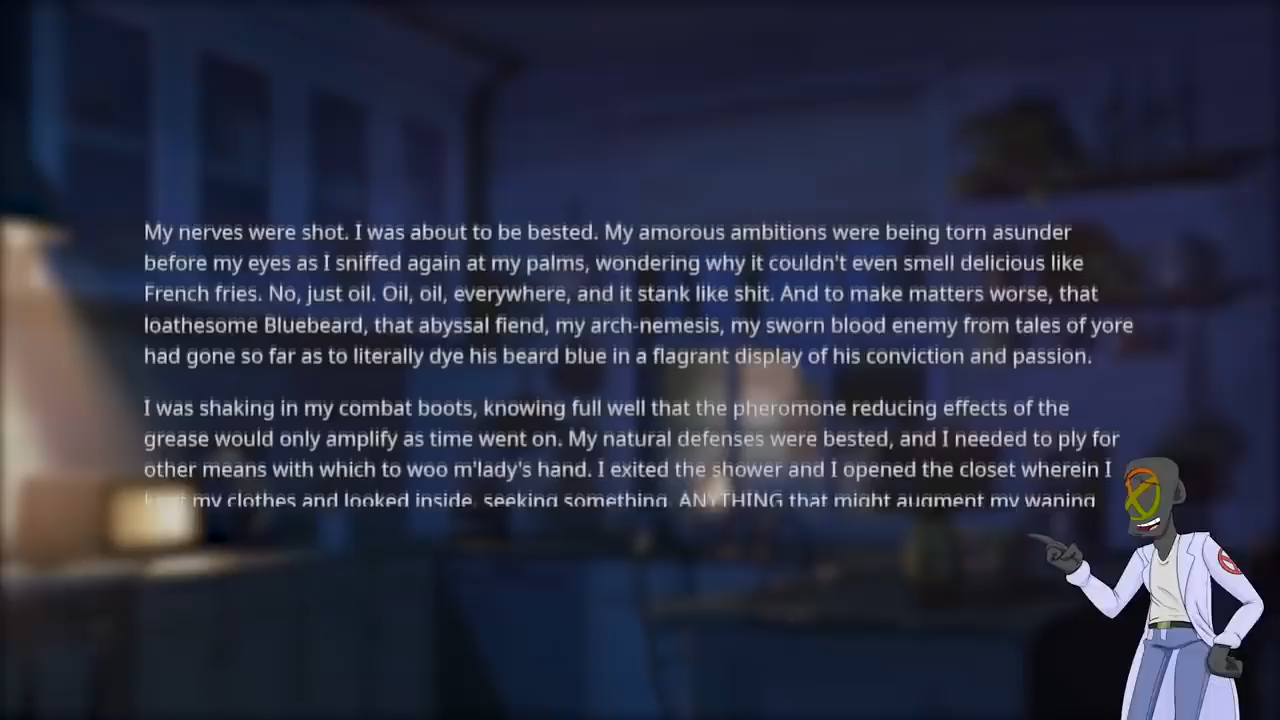 My nerves were shot. I was about to be bested. My amorous ambitions were being torn asunder
before my eyes as I sniffed again at my palms, wondering why it couldn't even smell delicious like
French fries. No, just oil. Oil, oil, everywhere, and it stank like shit. And to make matters worse, that
loathesome Bluebeard, that abyssal fiend, my arch-nemesis, my sworn blood enemy from tales of yore
had gone so far as to literally dye his beard blue in a flagrant display of his conviction and passion.
I was shaking in my combat boots, knowing full well that the pheromone reducing effects of the
grease would only amplify as time went on. My natural defenses were bested, and I needed to ply for
other means with which to woo m'lady's hand. I exited the shower and I opened the closet wherein I
my clothes and looked inside, seeking something, ANYTHING that might augment my waning